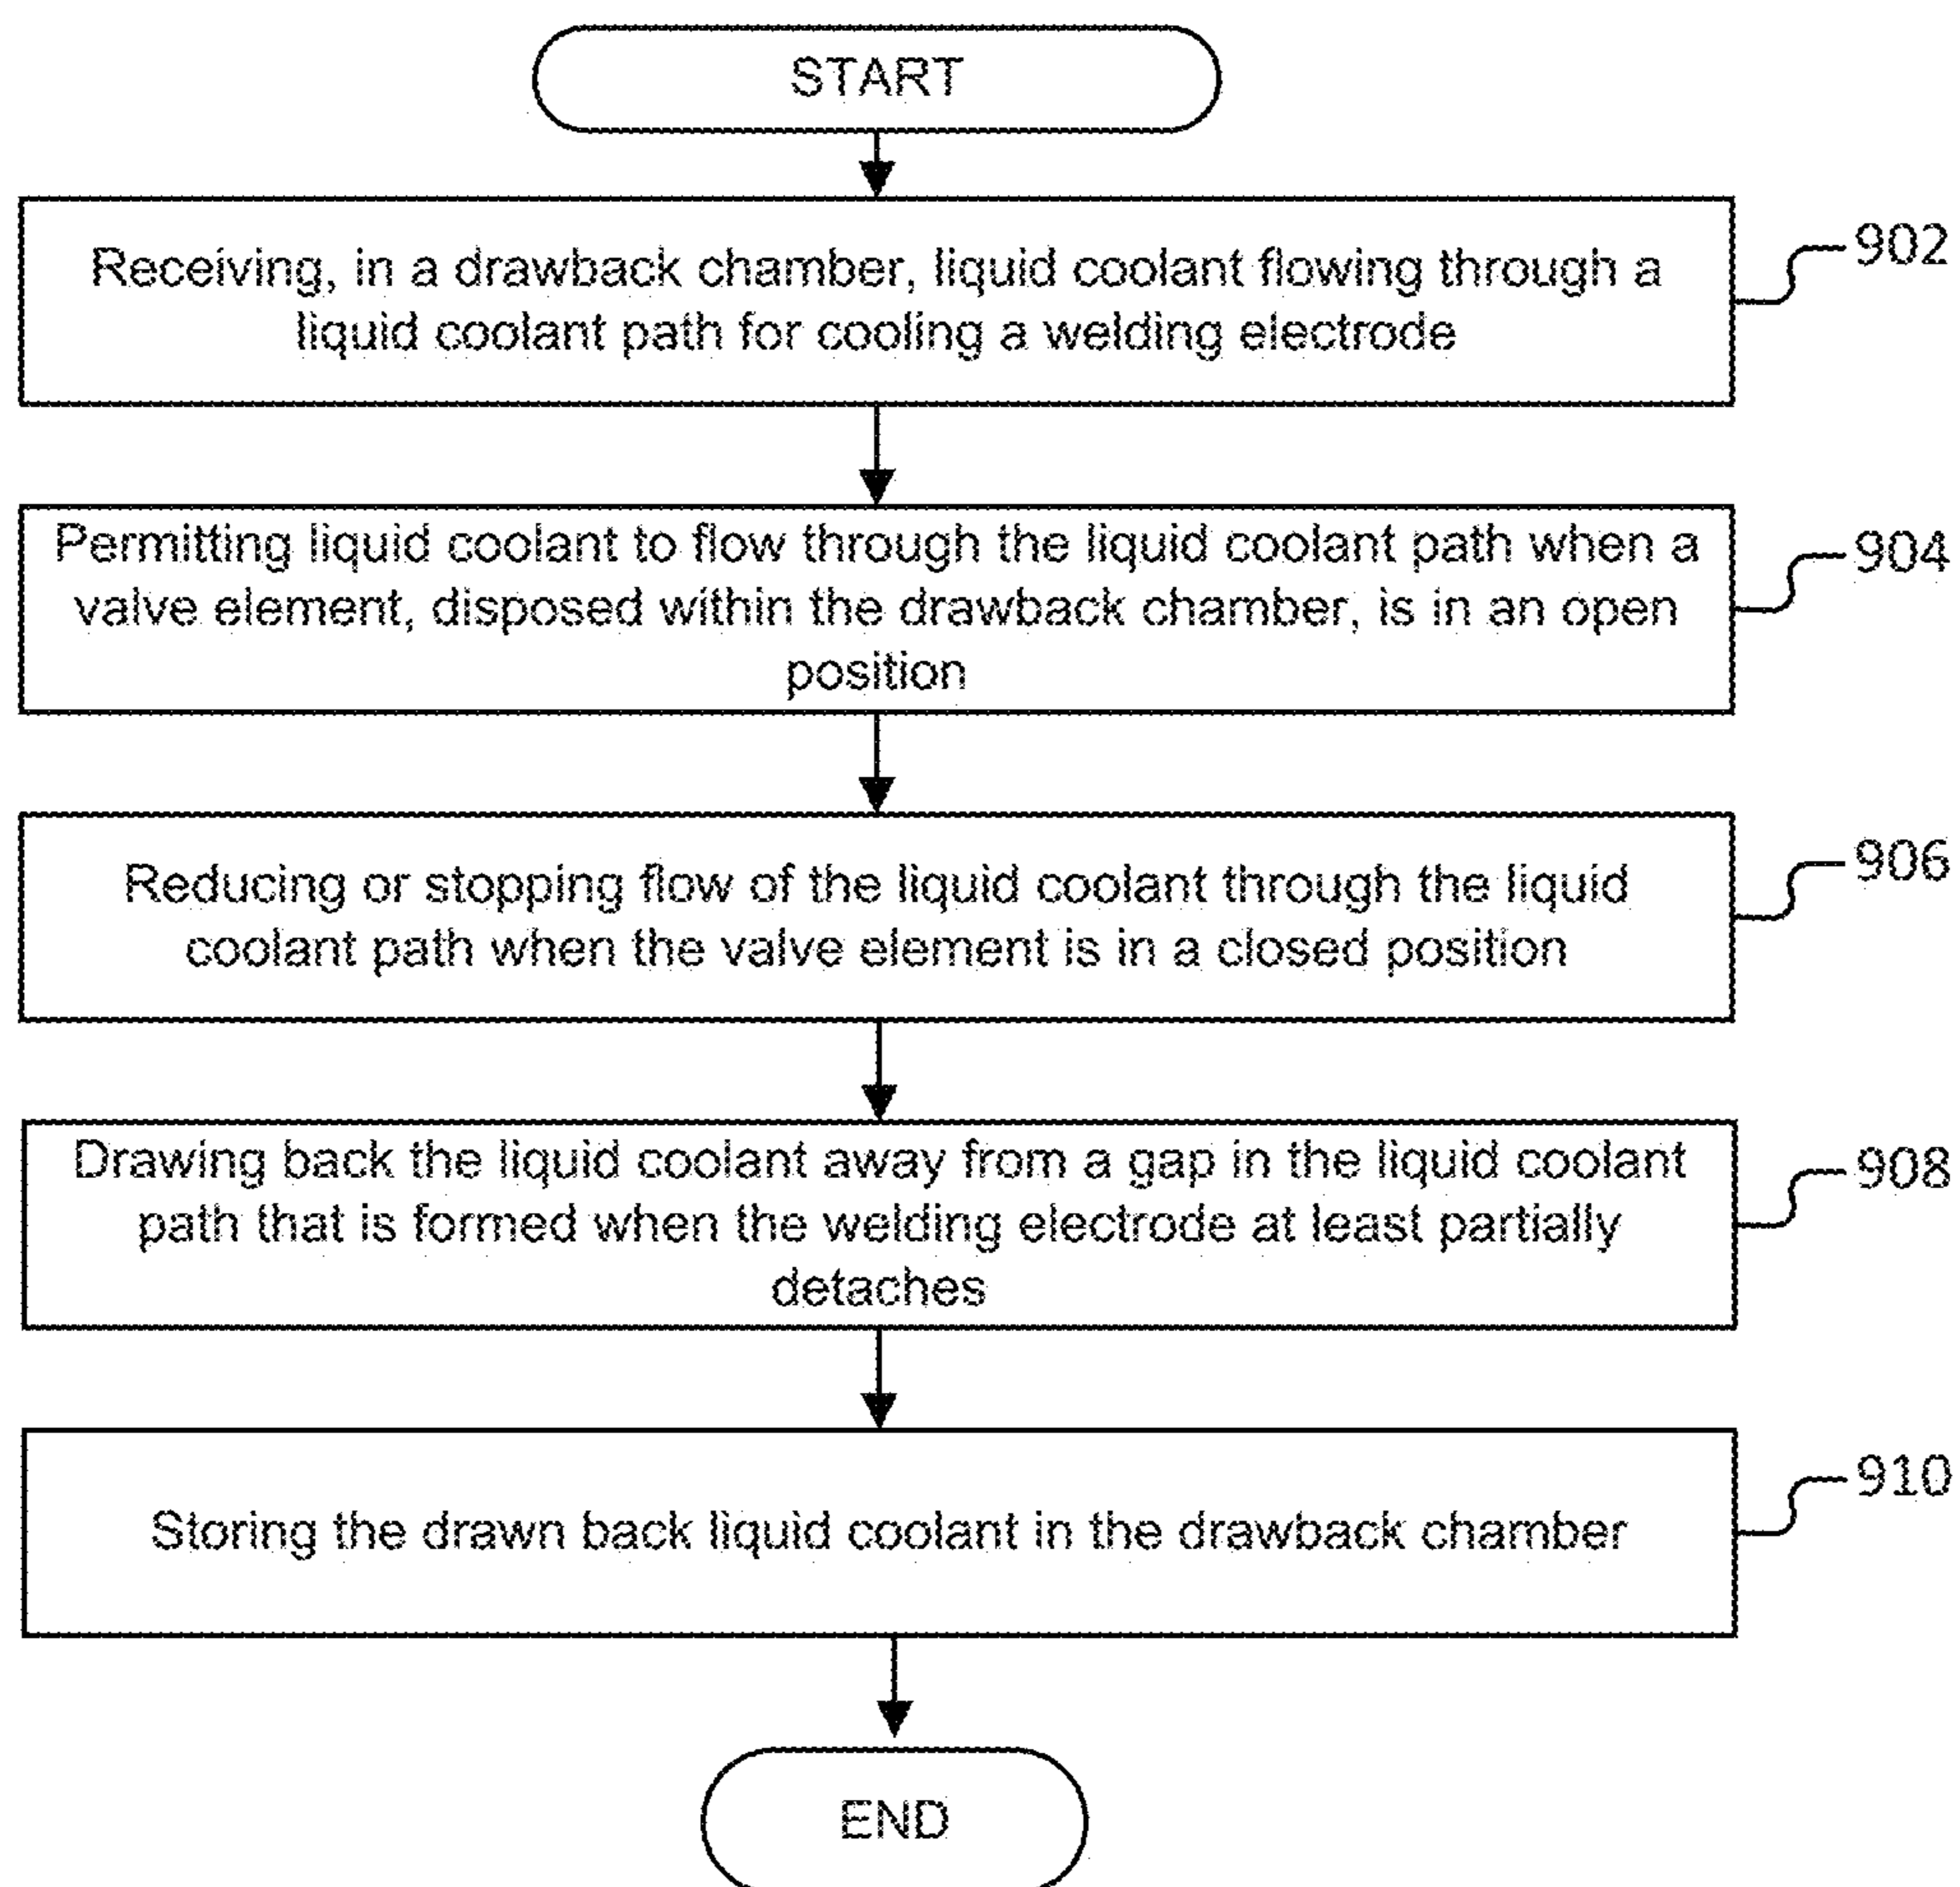 START
Receiving, in a drawback chamber, liquid coolant flowing through a
liquid coolant path for cooling a welding electrode
902
Permitting liquid coolant to flow through the liquid coolant path when a
valve element, disposed within the drawback chamber, is in an open
position
904
Reducing or stopping flow of the liquid coolant through the liquid
coolant path when the valve element is in a closed position
906
Drawing back the liquid coolant away from a gap in the liquid coolant
path that is formed when the welding electrode at least partially
detaches
908
Storing the drawn back liquid coolant in the drawback chamber
910
END